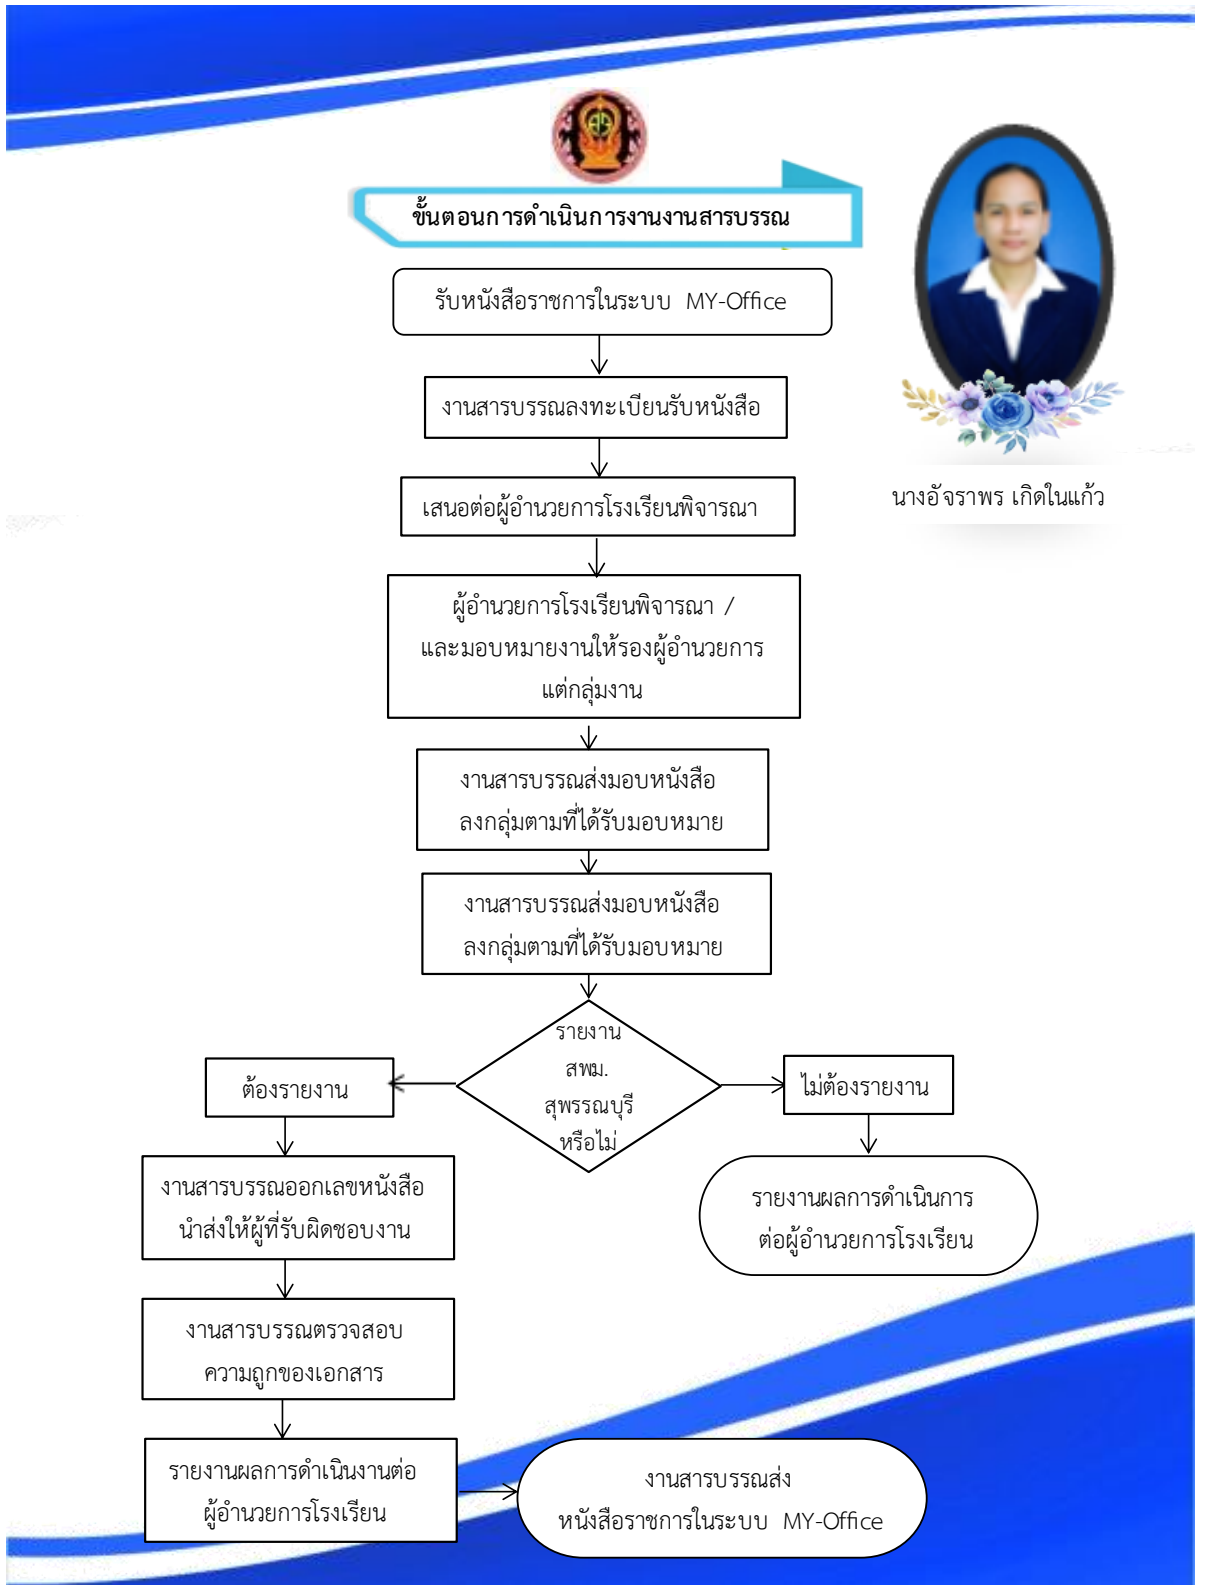 ขั้นตอนการดำเนินการงานงานสารบรรณ
รับหนังสือราชการในระบบ MY-Office
งานสารบรรณลงทะเบียนรับหนังสือ
เสนอต่อผู้อำนวยการโรงเรียนพิจารณา
นางอัจราพร เกิดในแก้ว
ผู้อำนวยการโรงเรียนพิจารณา /
และมอบหมายงานให้รองผู้อำนวยการ
แต่กลุ่มงาน
งานสารบรรณส่งมอบหนังสือ
ลงกลุ่มตามที่ได้รับมอบหมาย
งานสารบรรณส่งมอบหนังสือ
ลงกลุ่มตามที่ได้รับมอบหมาย
รายงาน
สพม.
สุพรรณบุรี
หรือไม่
ต้องรายงาน
ไม่ต้องรายงาน
งานสารบรรณออกเลขหนังสือ
นำส่งให้ผู้ที่รับผิดชอบงาน
รายงานผลการดำเนินการ
ต่อผู้อำนวยการโรงเรียน
งานสารบรรณตรวจสอบ
ความถูกของเอกสาร
รายงานผลการดำเนินงานต่อ
ผู้อำนวยการโรงเรียน
งานสารบรรณส่ง
หนังสือราชการในระบบ MY-Office